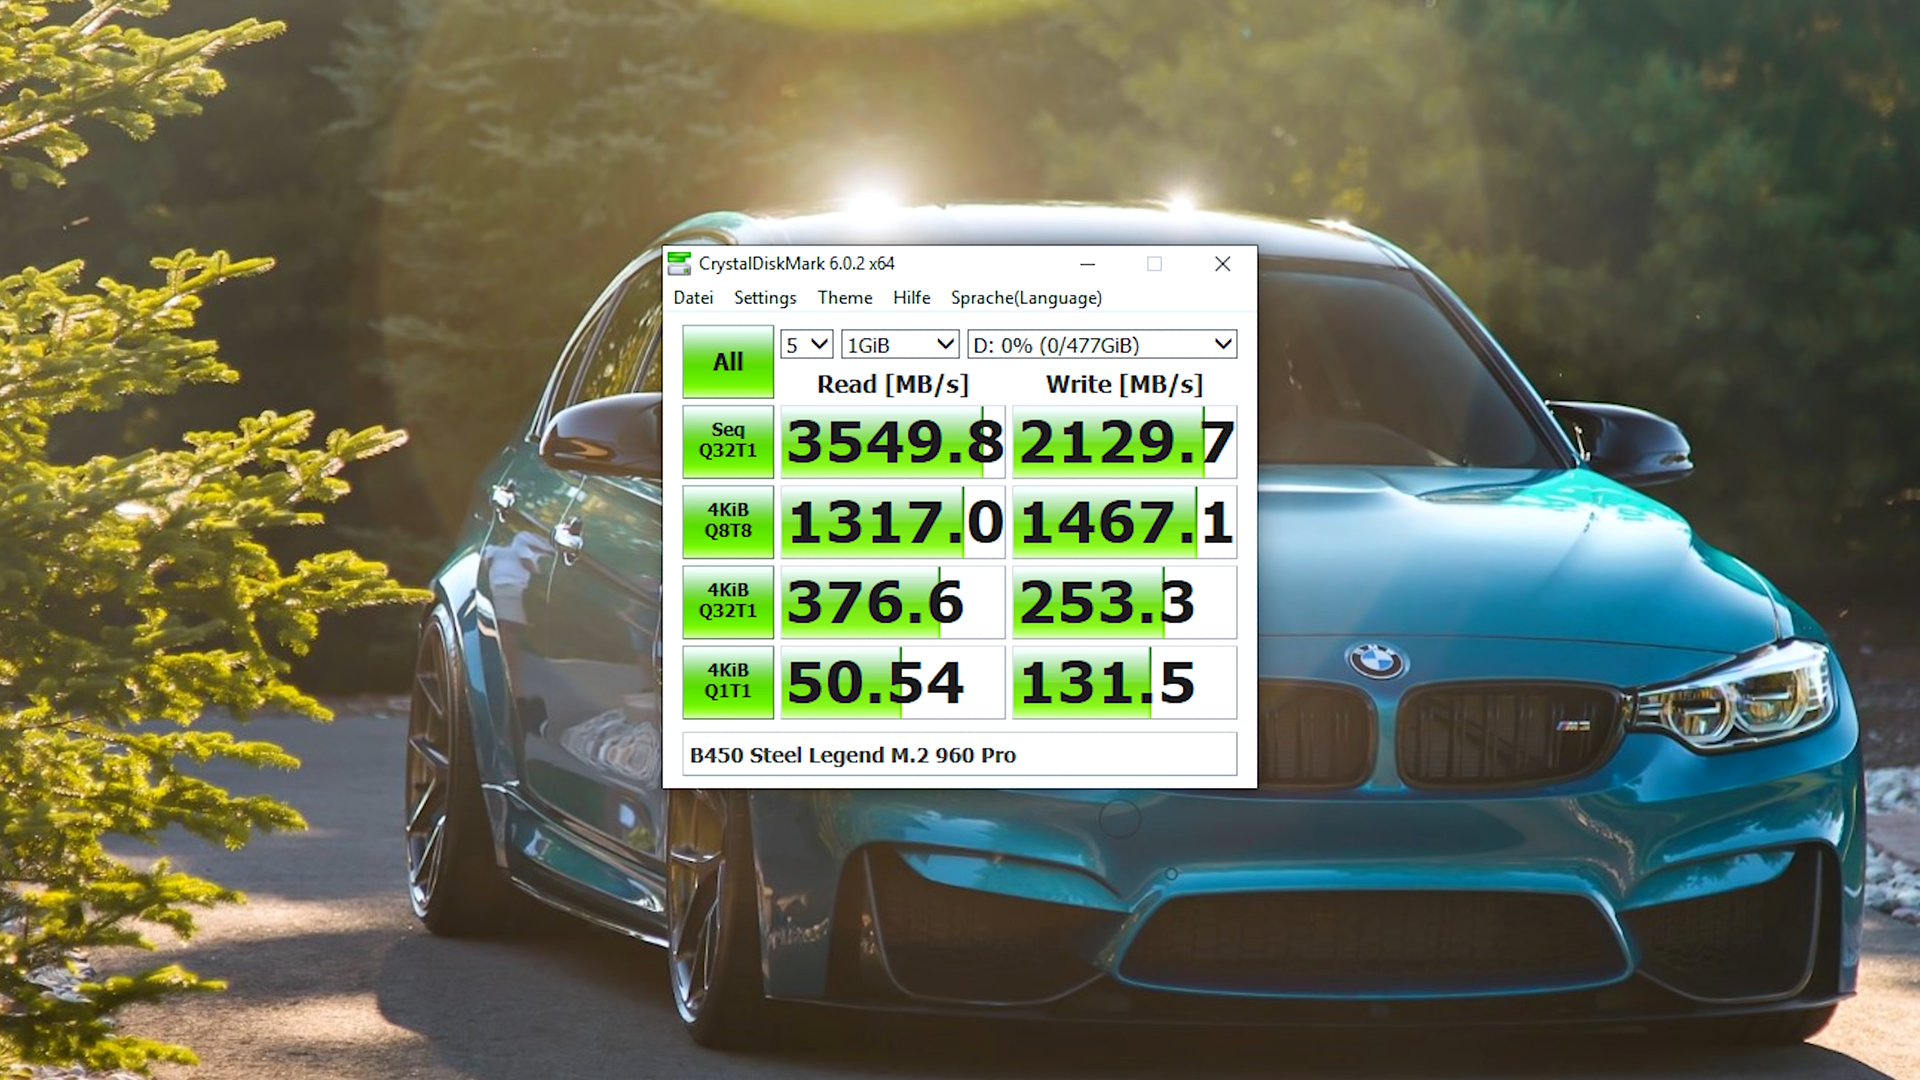 CrystalDiskMark 6.0.2 x64
Datei Settings Theme Hilfe Sprache(Language)
All 5 1GiB D: 0% (0/477GiB)
Read [MB/s] Write [MB/s]
Seq
Q32T1 3549.8 2129.7
4KiB
Q8T8 1317.0 1467.1
4KiB
Q32T1 376.6 253.3
4KiB
Q1T1 50.54 131.5
B450 Steel Legend M.2 960 Pro
M3